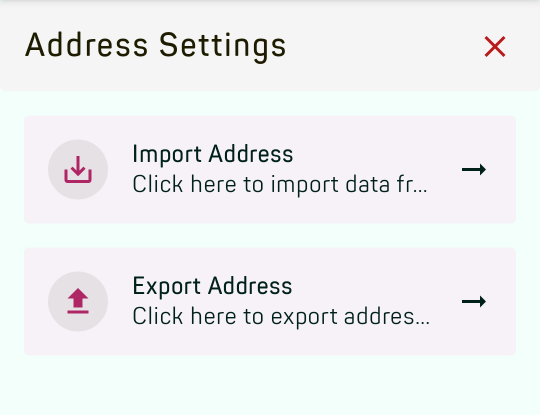 Address Settings
Import Address
Click here to import data fr...
Export Address
Click here to export addres...